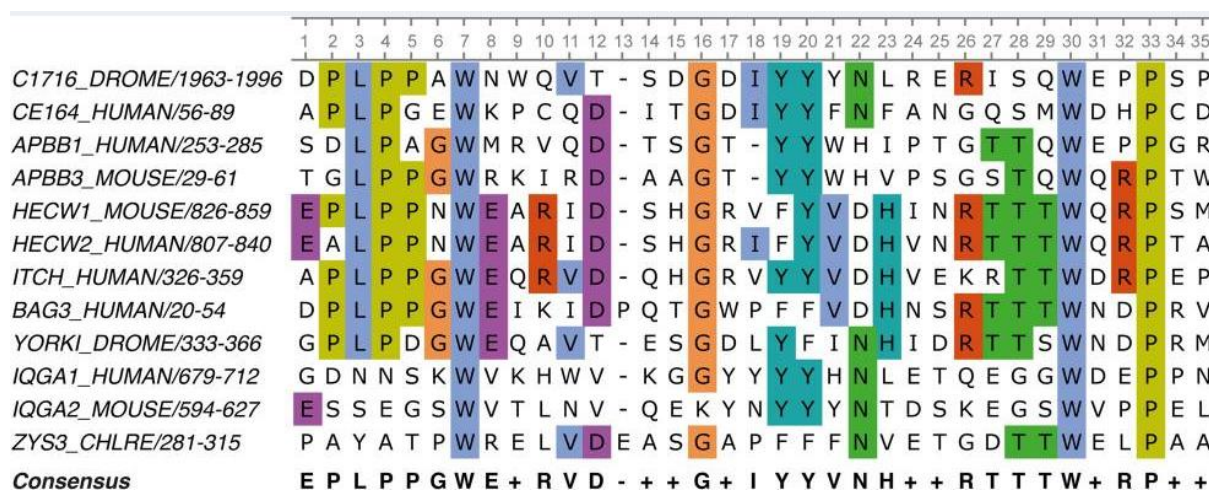 1 2 3 4 5 6 7 8 9 10 11 12 13 14 15 16 17 18 19 20 21 22 23 24 25 26 27 28 29 30 31 32 33 34 35
C1716_DROME/1963-1996 D P L P P A W N W Q V T - S D G D I Y Y Y N L R E R I S Q W E P P S P
CE164_HUMAN/56-89 A P L P G E W K P C Q D - I T G D I Y Y F N F A N G Q S M W D H P C D
APBB1_HUMAN/253-285 S D L P A G W M R V Q D - T S G T - Y Y W H I P T G T T Q W E P P G R
APBB3_MOUSE/29-61 T G L P P G W R K I R D - A A G T - Y Y W H V P S G S T Q W Q R P T W
HECW1_MOUSE/826-859 E P L P P N W E A R I D - S H G R V F Y V D H I N R T T T W Q R P S M
HECW2_HUMAN/807-840 E A L P P N W E A R I D - S H G R I F Y V D H V N R T T T W Q R P T A
ITCH_HUMAN/326-359 A P L P P G W E Q R V D - Q H G R V Y Y V D H V E K R T T W D R P E P
BAG3_HUMAN/20-54 D P L P P G W E I K I D P Q T G W P F F V D H N S R T T T W N D P R V
YORKI_DROME/333-366 G P L P D G W E Q A V T - E S G D L Y F I N H I D R T T S W N D P R M
IQGA1_HUMAN/679-712 G D N N S K W V K H W V - K G G Y Y Y Y H N L E T Q E G G W D E P P N
IQGA2_MOUSE/594-627 E S S E G S W V T L N V - Q E K Y N Y Y Y N T D S K E G S W V P P E L
ZYS3_CHLRE/281-315 P A Y A T P W R E L V D E A S G A P F F F N V E T G D T T W E L P A A
Consensus E P L P P G W E + R V D - + + G + I Y Y V N H + + R T T T W + R P + +